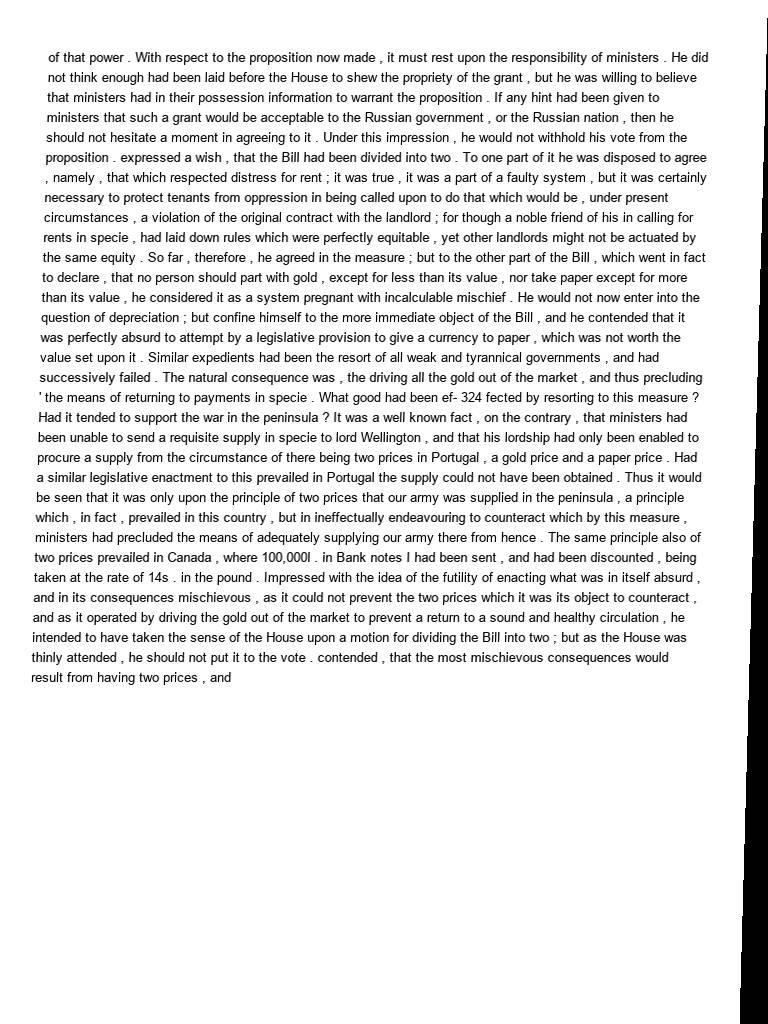 of that power . With respect to the proposition now made , it must rest upon the responsibility of ministers . He did
not think enough had been laid before the House to shew the propriety of the grant , but he was willing to believe
that ministers had in their possession information to warrant the proposition . If any hint had been given to
ministers that such a grant would be acceptable to the Russian government , or the Russian nation , then he
should not hesitate a moment in agreeing to it . Under this impression , he would not withhold his vote from the
proposition . expressed a wish , that the Bill had been divided into two . To one part of it he was disposed to agree
, namely , that which respected distress for rent ; it was true , it was a part of a faulty system , but it was certainly
necessary to protect tenants from oppression in being called upon to do that which would be , under present
circumstances , a violation of the original contract with the landlord ; for though a noble friend of his in calling for
rents in specie , had laid down rules which were perfectly equitable , yet other landlords might not be actuated by
the same equity . So far , therefore , he agreed in the measure ; but to the other part of the Bill , which went in fact
to declare , that no person should part with gold , except for less than its value , nor take paper except for more
than its value , he considered it as a system pregnant with incalculable mischief . He would not now enter into the
question of depreciation ; but confine himself to the more immediate object of the Bill , and he contended that it
was perfectly absurd to attempt by a legislative provision to give a currency to paper , which was not worth the
value set upon it . Similar expedients had been the resort of all weak and tyrannical governments , and had
successively failed . The natural consequence was , the driving all the gold out of the market , and thus precluding
' the means of returning to payments in specie . What good had been ef- 324 fected by resorting to this measure ?
Had it tended to support the war in the peninsula ? It was a well known fact , on the contrary , that ministers had
been unable to send a requisite supply in specie to lord Wellington , and that his lordship had only been enabled to
procure a supply from the circumstance of there being two prices in Portugal , a gold price and a paper price . Had
a similar legislative enactment to this prevailed in Portugal the supply could not have been obtained . Thus it would
be seen that it was only upon the principle of two prices that our army was supplied in the peninsula , a principle
which , in fact , prevailed in this country , but in ineffectually endeavouring to counteract which by this measure ,
ministers had precluded the means of adequately supplying our army there from hence . The same principle also of
two prices prevailed in Canada , where 100,000l . in Bank notes I had been sent , and had been discounted , being
taken at the rate of 14s . in the pound . Impressed with the idea of the futility of enacting what was in itself absurd ,
and in its consequences mischievous , as it could not prevent the two prices which it was its object to counteract ,
and as it operated by driving the gold out of the market to prevent a return to a sound and healthy circulation , he
intended to have taken the sense of the House upon a motion for dividing the Bill into two ; but as the House was
thinly attended , he should not put it to the vote . contended , that the most mischievous consequences would
result from having two prices , and